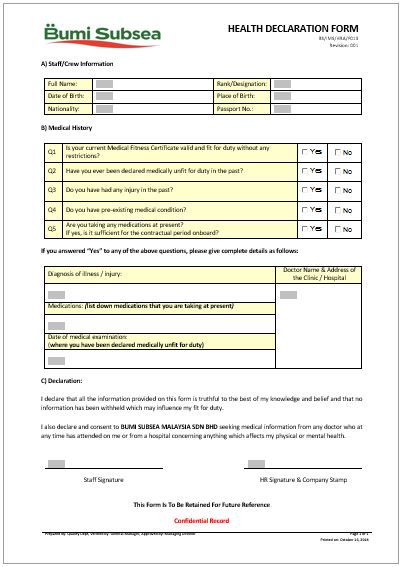 Bumi Subsea
HEALTH DECLARATION FORM
Revision: 001
A) Staff/Crew Information
Full Name: Rank/Designation:
Date of Birth: Place of Birth:
Nationality: Passport No.:
B) Medical History
Q1 Is your current Medical Fitness Certificate valid and fit for duty without any restrictions? Yes No
Q2 Have you ever been declared medically unfit for duty in the past? Yes No
Q3 Do you have had any injury in the past? Yes No
Q4 Do you have pre-existing medical condition? Yes No
Q5 Are you taking any medications at present? Yes No
If yes, is it sufficient for the contractual period onboard?
If you answered "Yes" to any of the above questions, please give complete details as follows:
Diagnosis of illness / injury:
Doctor Name & Address of
the Clinic / Hospital
Medications: (list down medications that you are taking at present)
Date of medical examination:
(where you have been declared medically unfit for duty)
C) Declaration:
I declare that all the information provided on this form is truthful to the best of my knowledge and belief and that no
information has been withheld which may influence my fit for duty.
I also declare and consent to BUMI SUBSEA MALAYSIA SDN BHD seeking medical information from any doctor who at
any time has attended on me or from a hospital concerning anything which affects my physical or mental health.
Staff Signature
HR Signature & Company Stamp
This Form Is To Be Retained For Future Reference
Confidential Record
Prepared by: Quality Dept, Verified by: General Manager, Approved by: Managing Director
Page 1 of 1